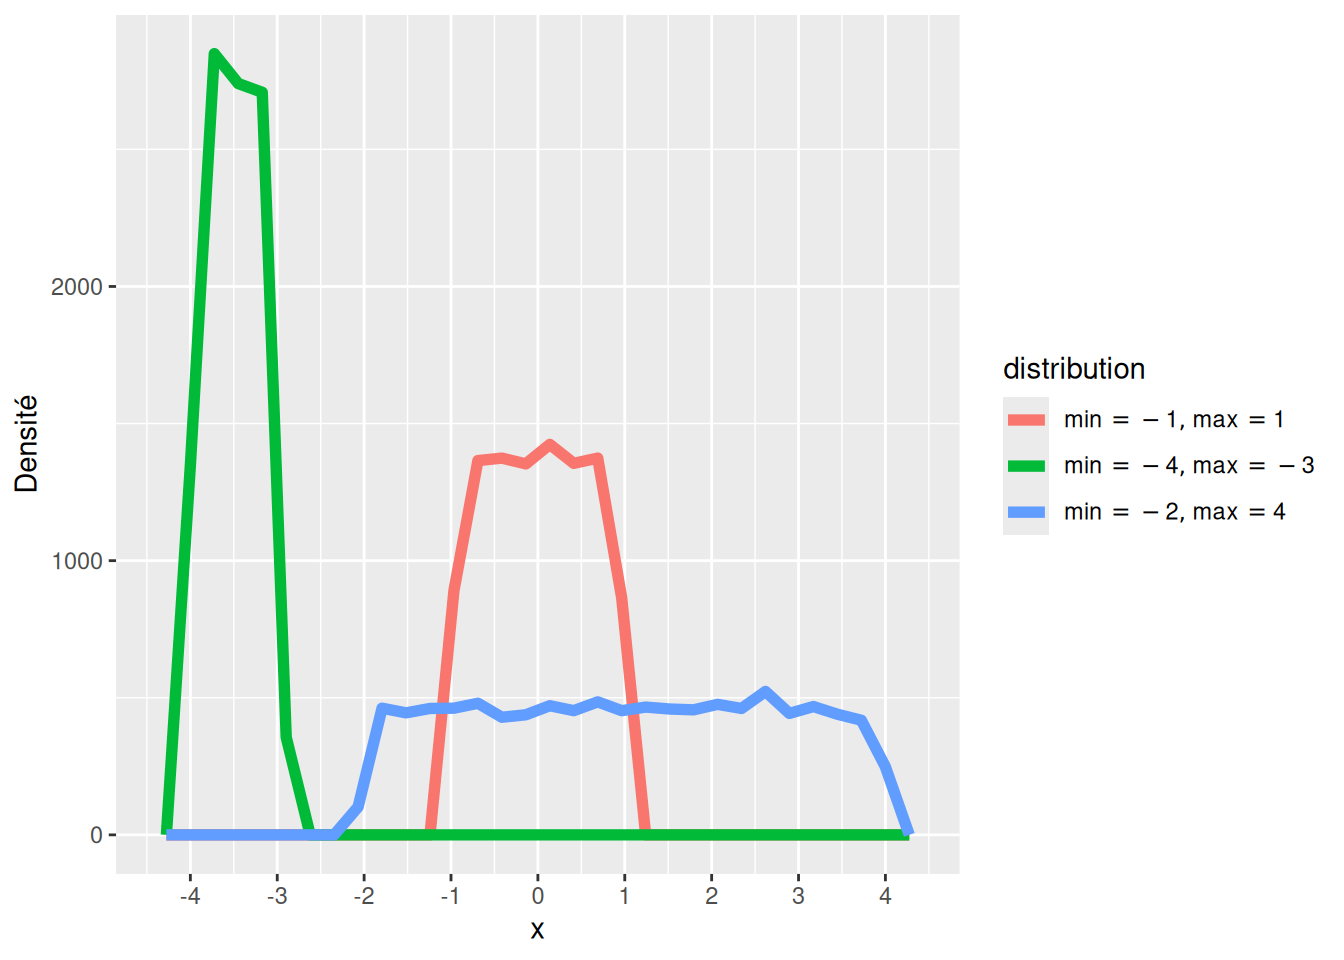 2000
1000
0
Densité
-4 -3 -2 -1 0 1 2 3 4
x
distribution
min = − 1, max = 1
min = − 4, max = − 3
min = − 2, max = 4